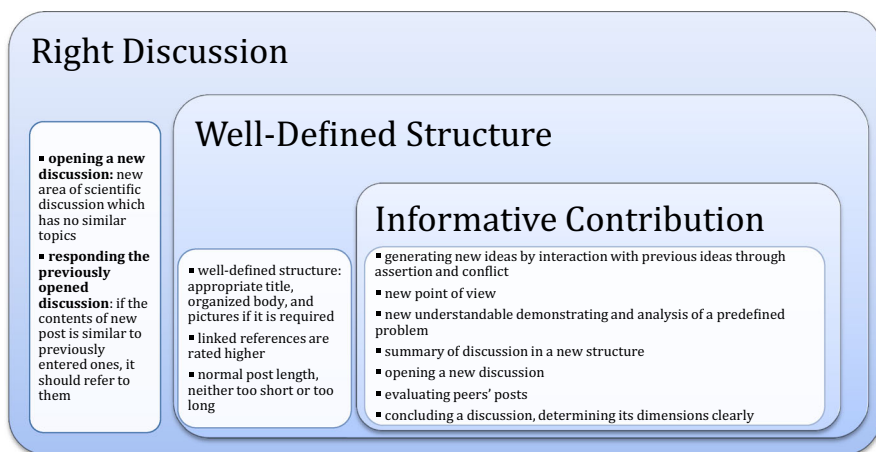 Right Discussion
▪ opening a new
discussion: new
area of scientific
discussion which
has no similar
topics
▪ responding the
previously
opened
discussion: if the
contents of new
post is similar to
previously
entered ones, it
should refer to
them
Well-Defined Structure
▪ well-defined structure:
appropriate title,
organized body, and
pictures if it is required
▪ linked references are
rated higher
▪ normal post length,
neither too short or too
long
Informative Contribution
▪ generating new ideas by interaction with previous ideas through
assertion and conflict
▪ new point of view
▪ new understandable demonstrating and analysis of a predefined
problem
▪ summary of discussion in a new structure
▪ opening a new discussion
▪ evaluating peers' posts
▪ concluding a discussion, determining its dimensions clearly